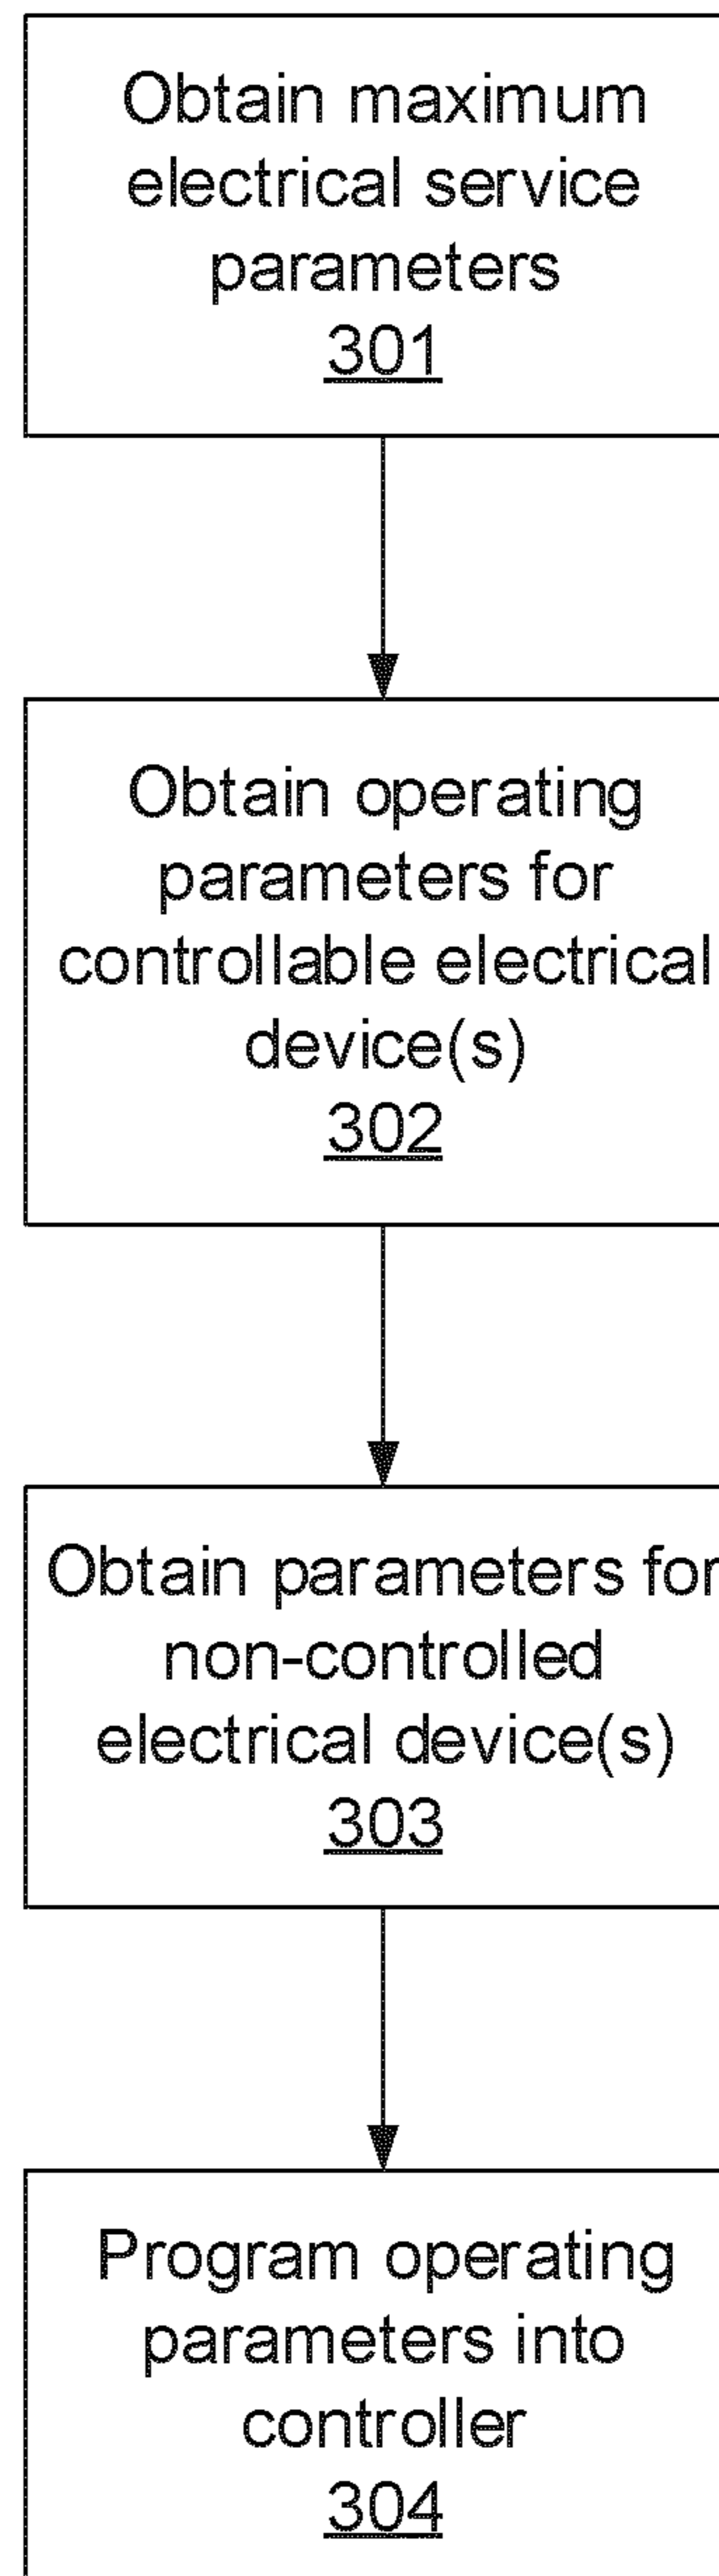 Obtain maximum
electrical service
parameters
301
Obtain operating
parameters for
controllable electrical
device(s)
302
Obtain parameters for
non-controlled
electrical device(s)
303
Program operating
parameters into
controller
304